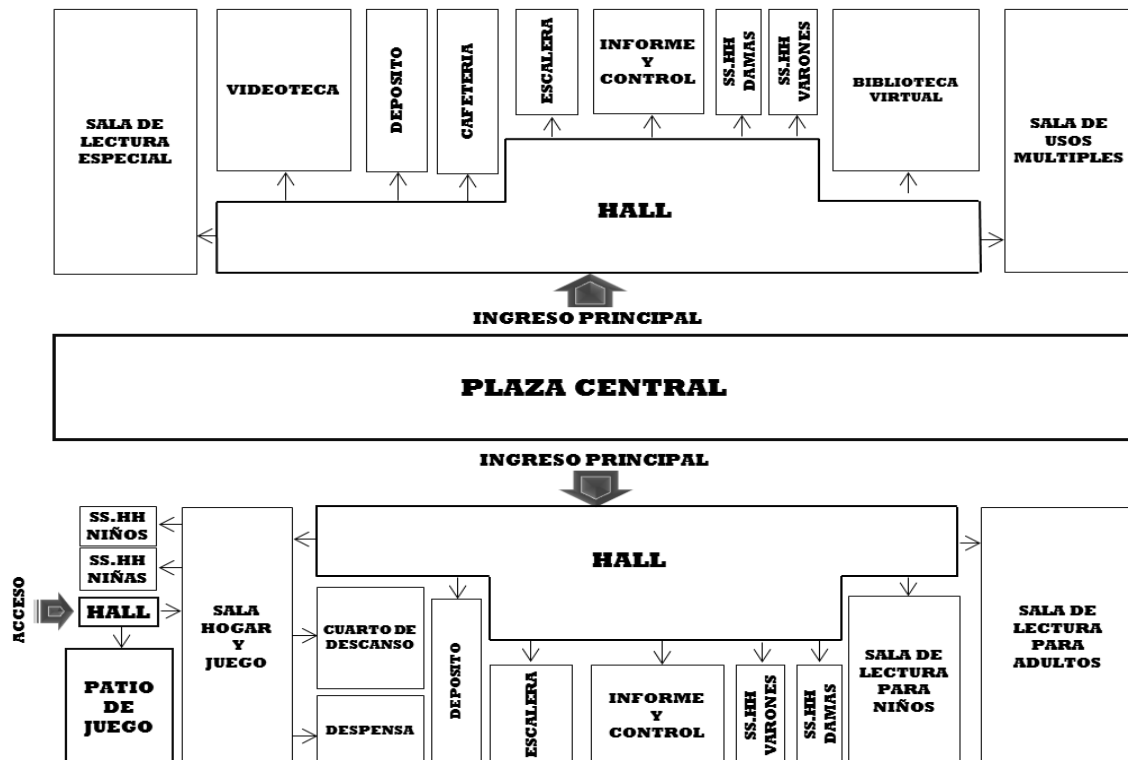 SALA DE
LECTURA
ESPECIAL
VIDEOTECA
DEPOSITO
CAFETERIA
ESCALERA
INFORME
Y
CONTROL
SS.HH
DAMAS
SS.HH
VARONES
BIBLIOTECA
VIRTUAL
SALA DE
USOS
MULTIPLES
HALL
INGRESO PRINCIPAL
PLAZA CENTRAL
INGRESO PRINCIPAL
HALL
SS.HH
NIÑOS
SS.HH
NIÑAS
ACCESO
HALL
PATIO
DE
JUEGO
SALA
HOGAR
Y
JUEGO
CUARTO DE
DESCANSO
DESPENSA
DEPOSITO
ESCALERA
INFORME
Y
CONTROL
SS.HH
VARONES
SS.HH
DAMAS
SALA DE
LECTURA
PARA
NIÑOS
SALA DE
LECTURA
PARA
ADULTOS